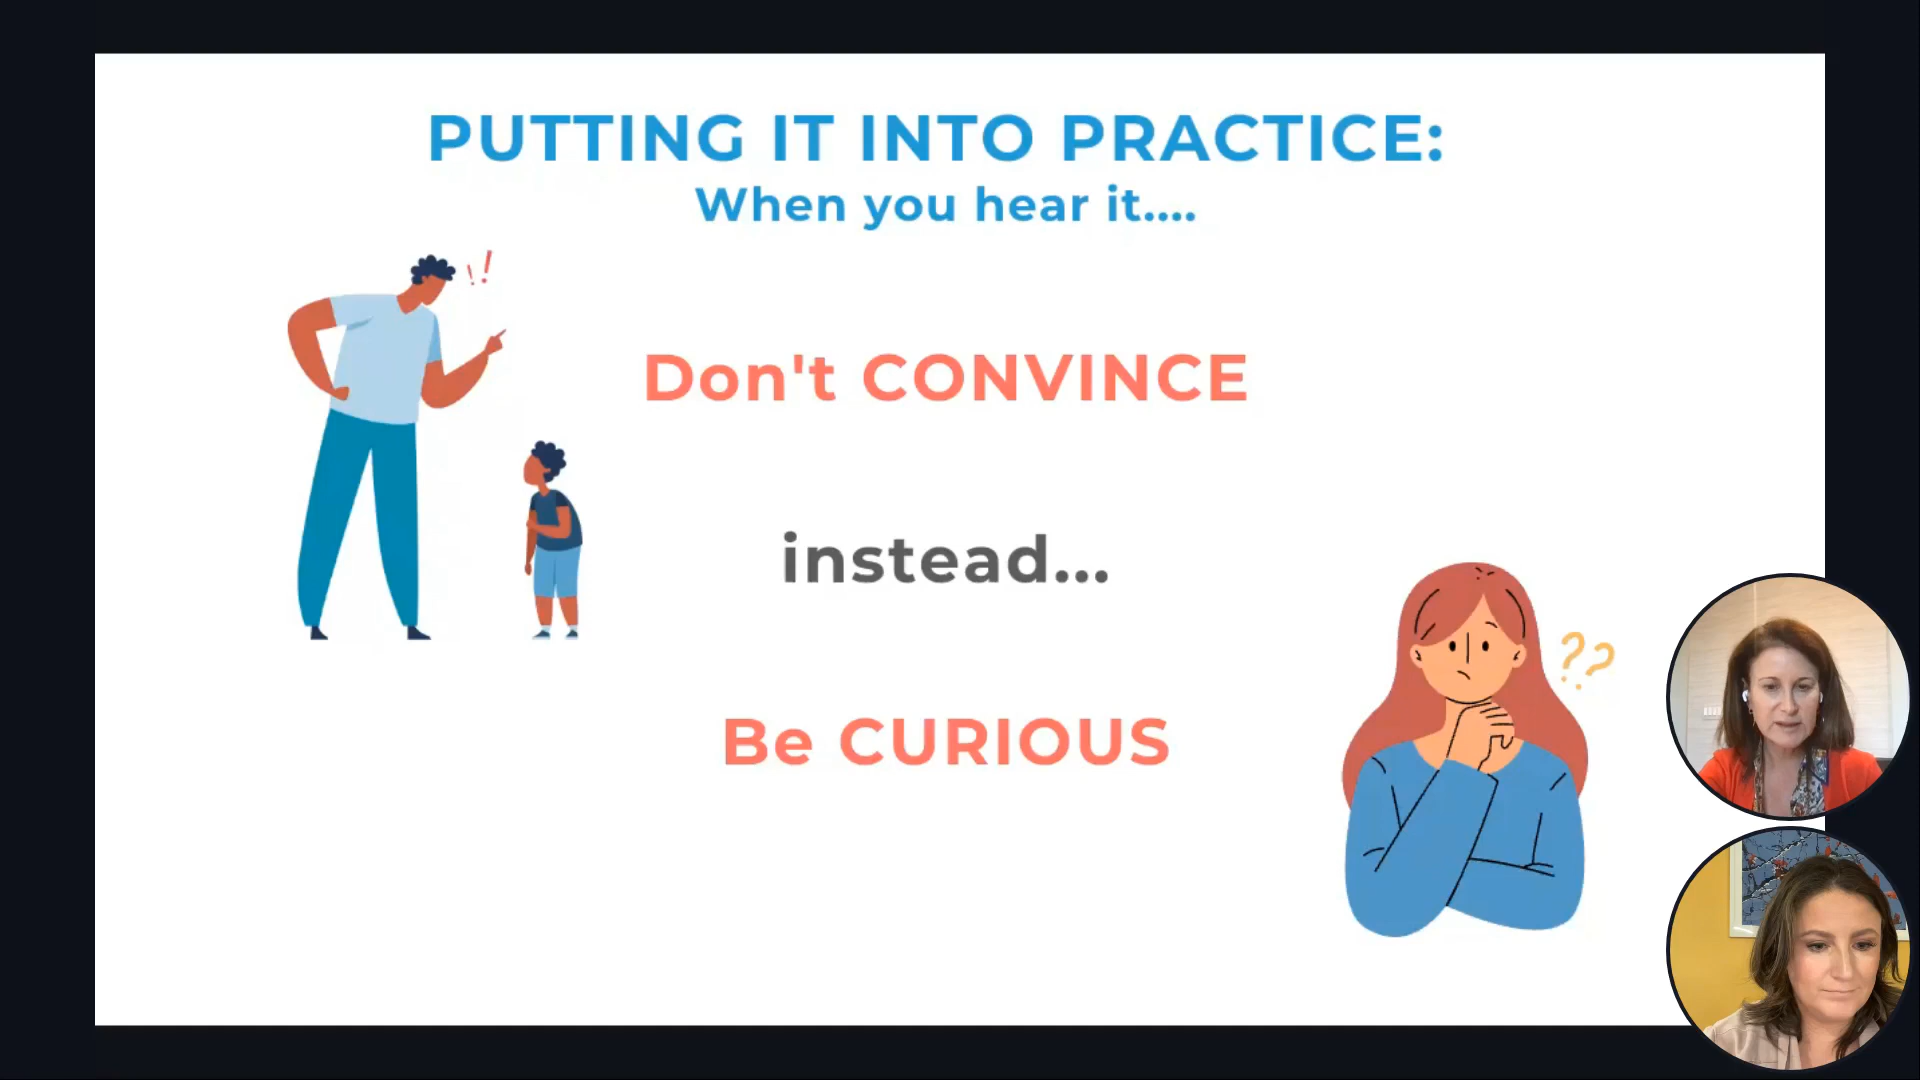 PUTTING IT INTO PRACTICE:
When you hear it....
!!
Don't CONVINCE
instead...
Be CURIOUS
??